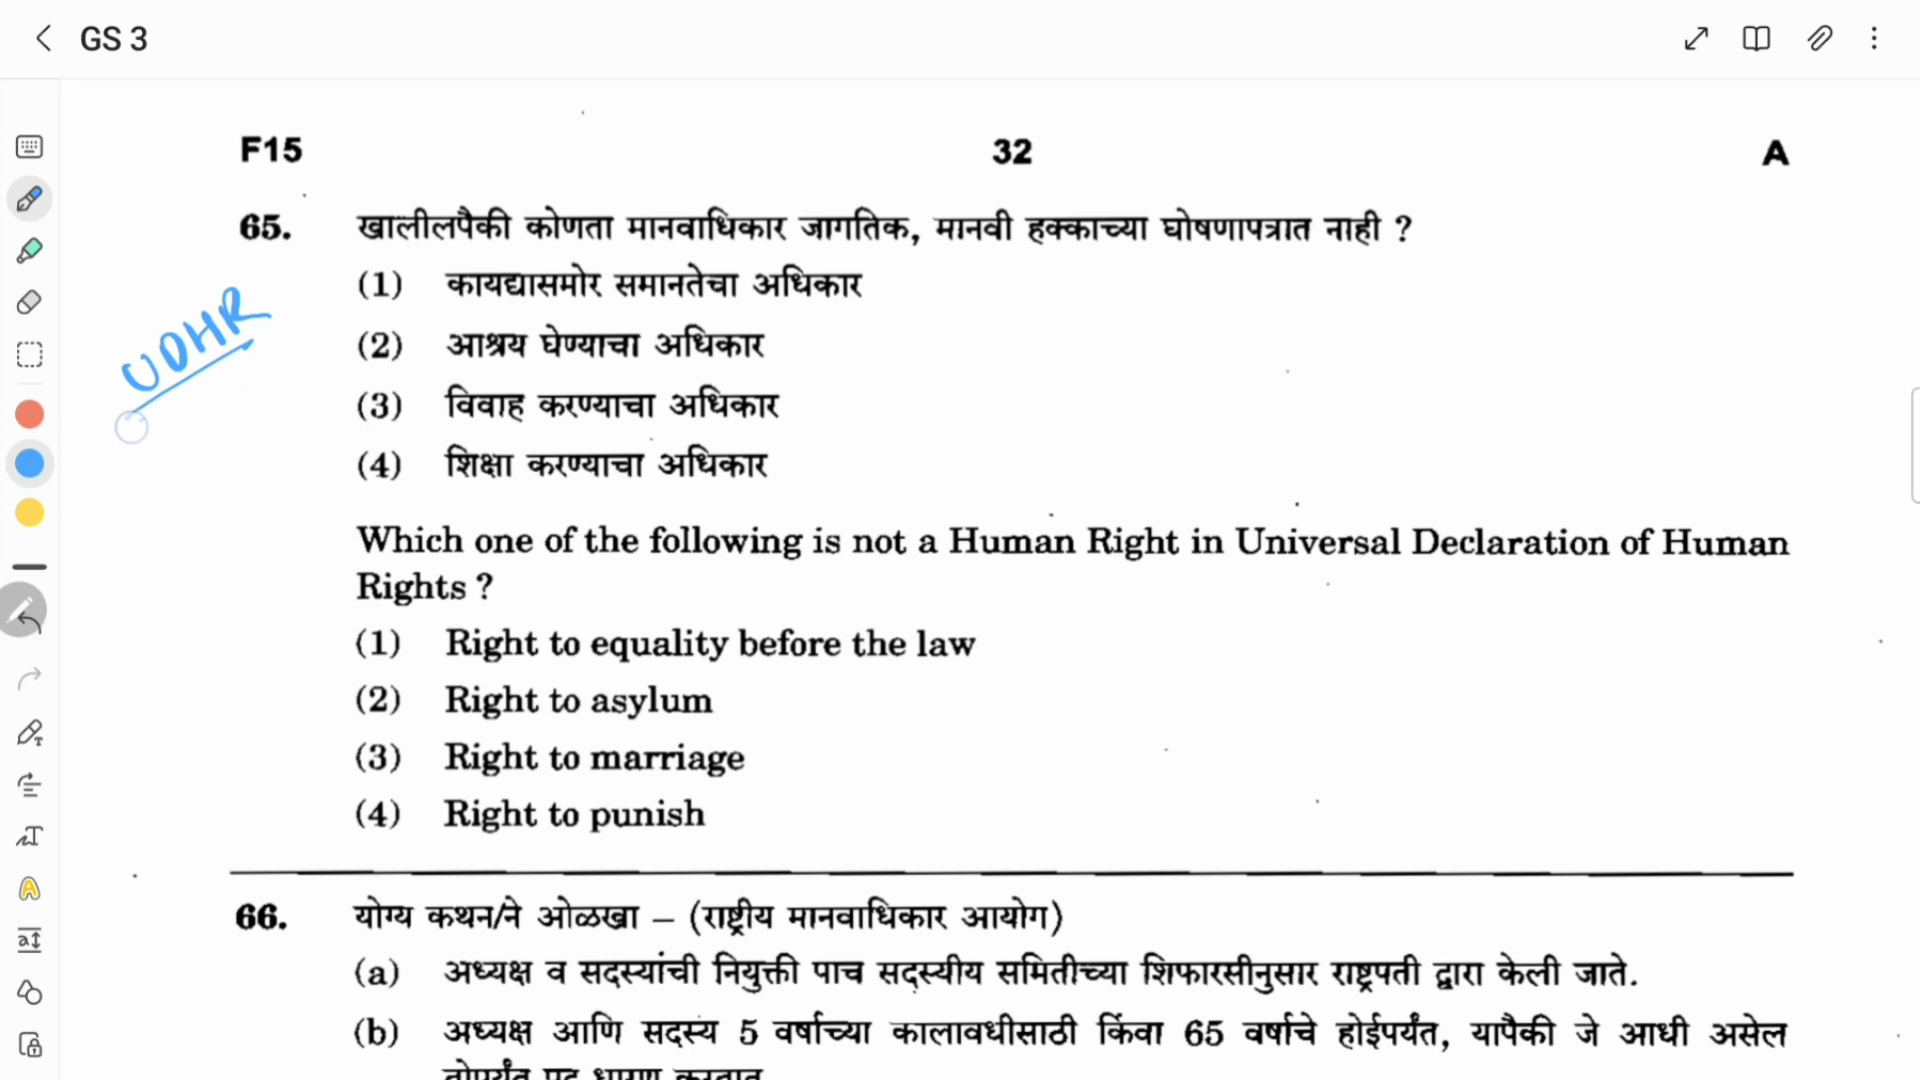 GS 3
F15 32 A
65. खालीलपैकी कोणता मानवाधिकार जागतिक, मानवी हक्काच्या घोषणापत्रात नाही ?
(1) कायद्यासमोर समानतेचा अधिकार
UDHR
(2) आश्रय घेण्याचा अधिकार
(3) विवाह करण्याचा अधिकार
(4) शिक्षा करण्याचा अधिकार
Which one of the following is not a Human Right in Universal Declaration of Human
Rights ?
(1) Right to equality before the law
(2) Right to asylum
(3) Right to marriage
(4) Right to punish
66. योग्य कथन/ने ओळखा – (राष्ट्रीय मानवाधिकार आयोग)
(a) अध्यक्ष व सदस्यांची नियुक्ती पाच सदस्यीय समितीच्या शिफारसीनुसार राष्ट्रपती द्वारा केली जाते.
(b) अध्यक्ष आणि सदस्य 5 वर्षाच्या कालावधीसाठी किंवा 65 वर्षाचे होईपर्यंत, यापैकी जे आधी असेल